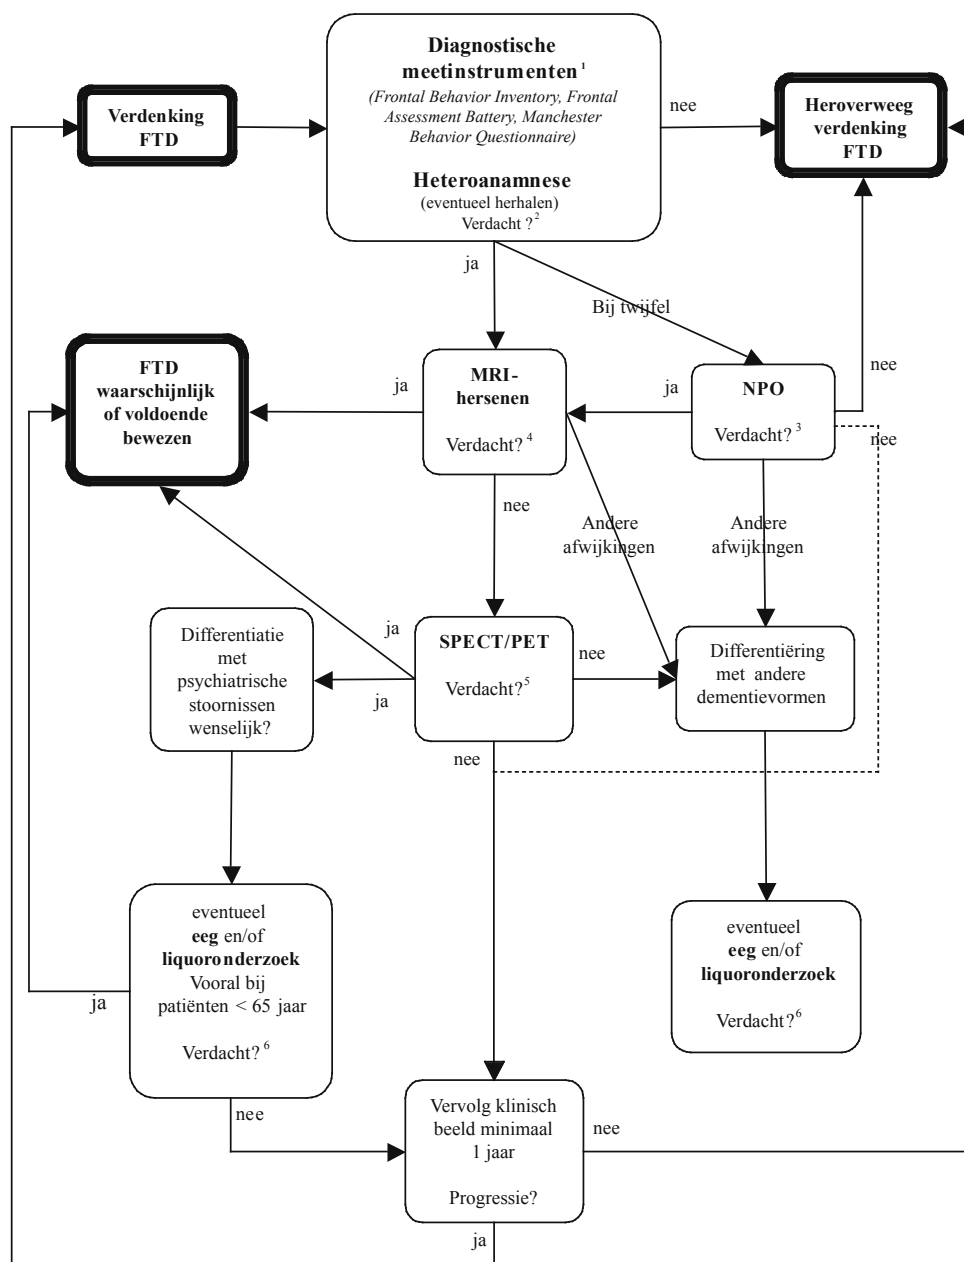 Diagnostische
meetinstrumenten¹
(Frontal Behavior Inventory, Frontal
Assessment Battery, Manchester
Behavior Questionnaire)
Heteroanamnese
(eventueel herhalen)
Verdacht ?²
Verdenking
FTD
nee
Heroverweeg
verdenking
FTD
ja
Bij twijfel
FTD
waarschijnlijk
of voldoende
bewezen
ja
MRI-
hersenen
Verdacht? ⁴
ja
NPO
Verdacht? ³
nee
nee
nee
Andere
afwijkingen
Andere
afwijkingen
Differentiatie
met
psychiatrische
stoornissen
wenselijk?
ja
ja
SPECT/PET
Verdacht?⁵
nee
Differentiëring
met andere
dementievormen
nee
eventueel
eeg en/of
liquoronderzoek
Vooral bij
patiënten < 65 jaar
Verdacht? ⁶
ja
eventueel
eeg en/of
liquoronderzoek
Verdacht?⁶
nee
Vervolg klinisch
beeld minimaal
1 jaar
Progressie?
nee
ja